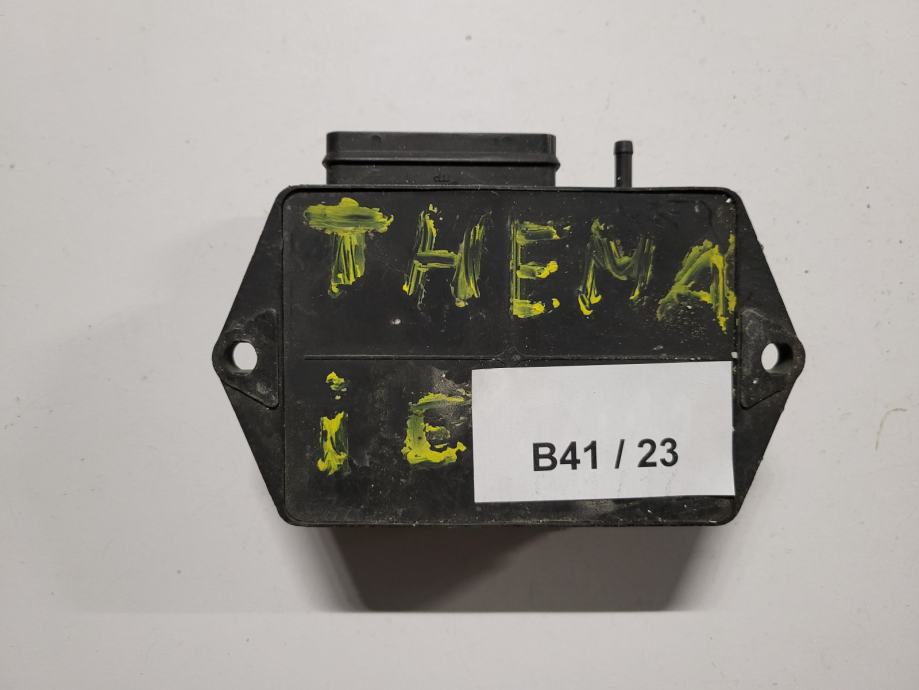 THEMA
ie
B41 / 23